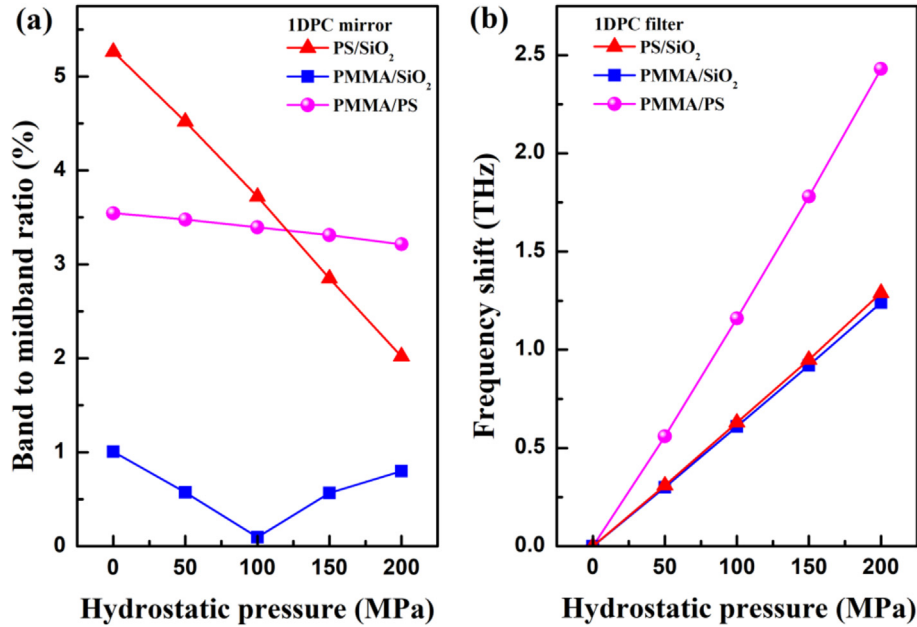 (a)
1DPC mirror
PS/SiO₂
PMMA/SiO₂
PMMA/PS
Band to midband ratio (%)
5
4
3
2
1
0
0 50 100 150 200
Hydrostatic pressure (MPa)
(b)
1DPC filter
PS/SiO₂
PMMA/SiO₂
PMMA/PS
Frequency shift (THz)
2.5
2.0
1.5
1.0
0.5
0.0
0 50 100 150 200
Hydrostatic pressure (MPa)